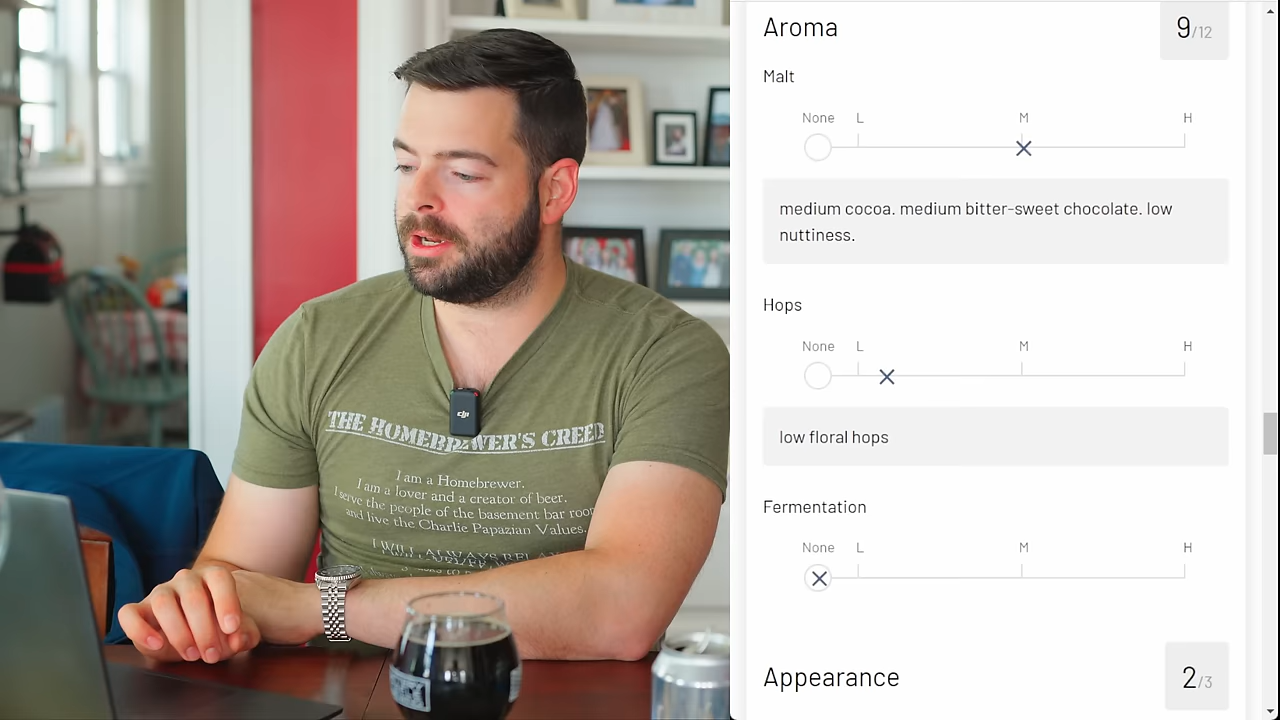 Aroma
9/12
Malt
None L M H
medium cocoa. medium bitter-sweet chocolate. low
nuttiness.
Hops
None L M H
low floral hops
Fermentation
None L M H
Appearance
2/3
dji
THE HOMEBREWER'S CREED
I am a Homebrewer.
I am a lover and a creator of beer.
I serve the people of the basement bar room
and live the Charlie Papazian Values.
I WILL ALWAYS RELAX